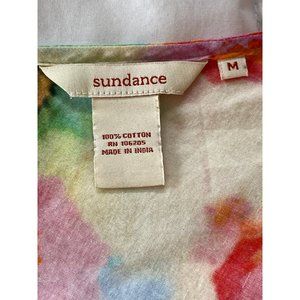 sundance
M
100% COTTON
RN 106205
MADE IN INDIA